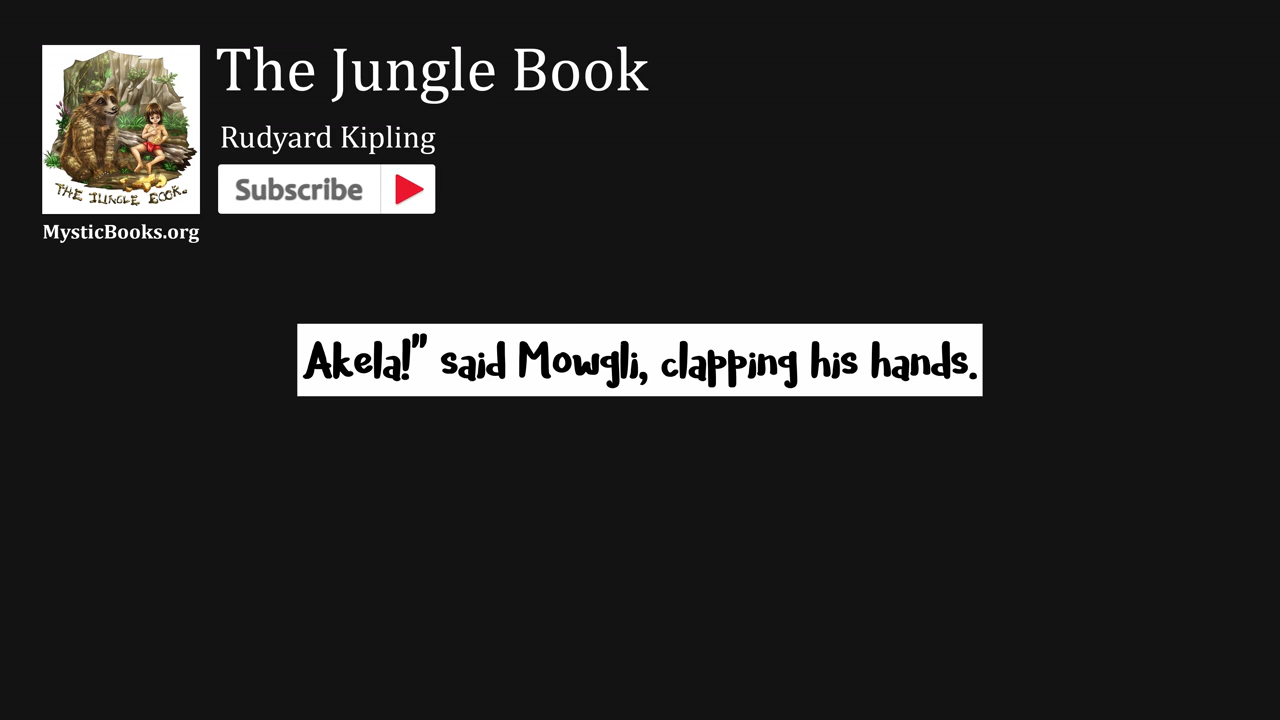 The Jungle Book
Rudyard Kipling
Subscribe
THE JUNGLE BOOK.
MysticBooks.org
Akela!" said Mowgli, clapping his hands.